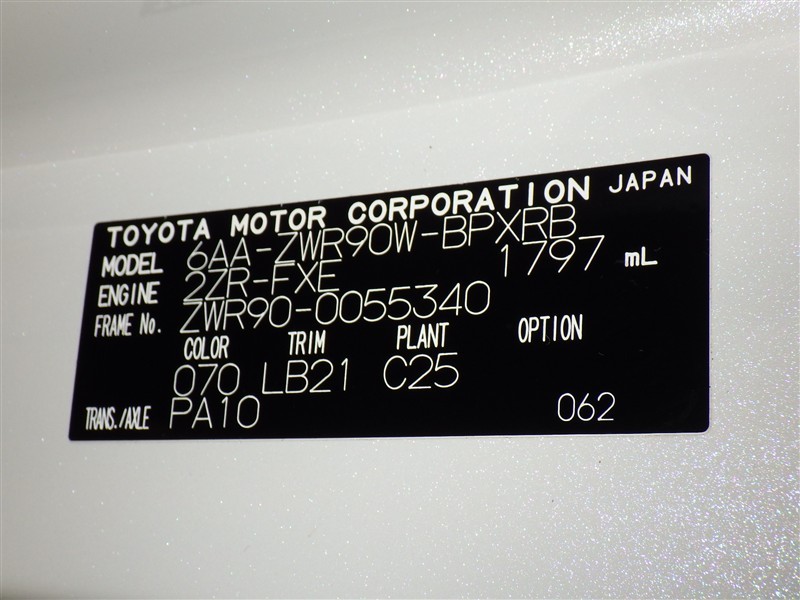 TOYOTA MOTOR CORPORATION JAPAN
MODEL 6AA-ZWR90W-BPXRB
ENGINE 2ZR-FXE 1797 mL
FRAME No. ZWR90-0055340
COLOR TRIM PLANT OPTION
070 LB21 C25
TRANS./AXLE PA10 062